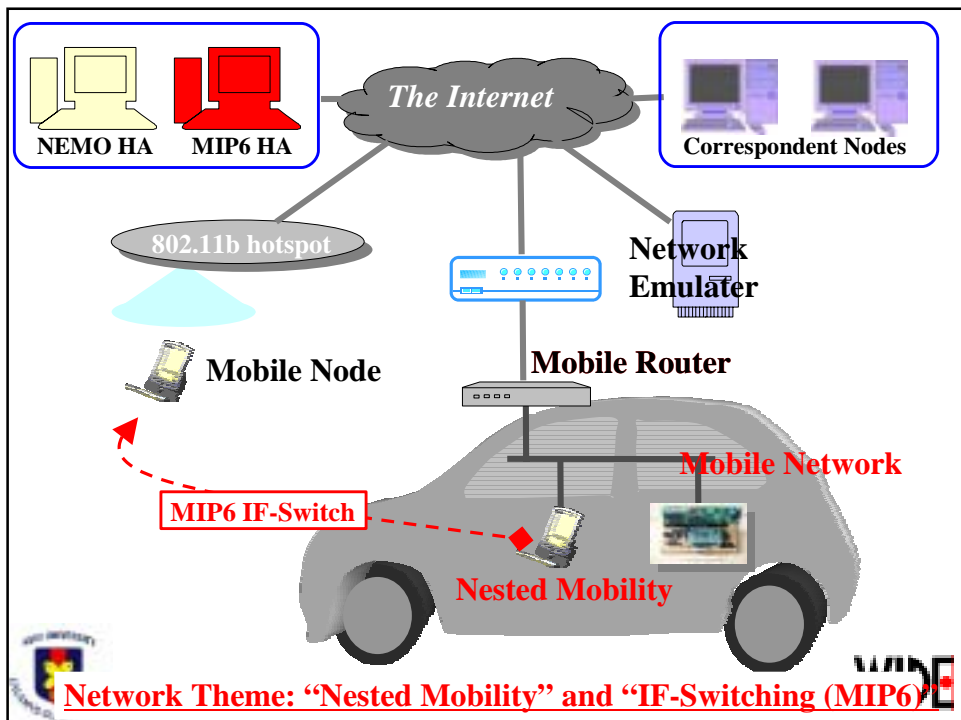 The Internet
NEMO HA
MIP6 HA
Correspondent Nodes
802.11b hotspot
Network
Emulater
Mobile Node
Mobile Router
Mobile Network
MIP6 IF-Switch
Nested Mobility
WIDE
Network Theme: “Nested Mobility” and “IF-Switching (MIP6)”